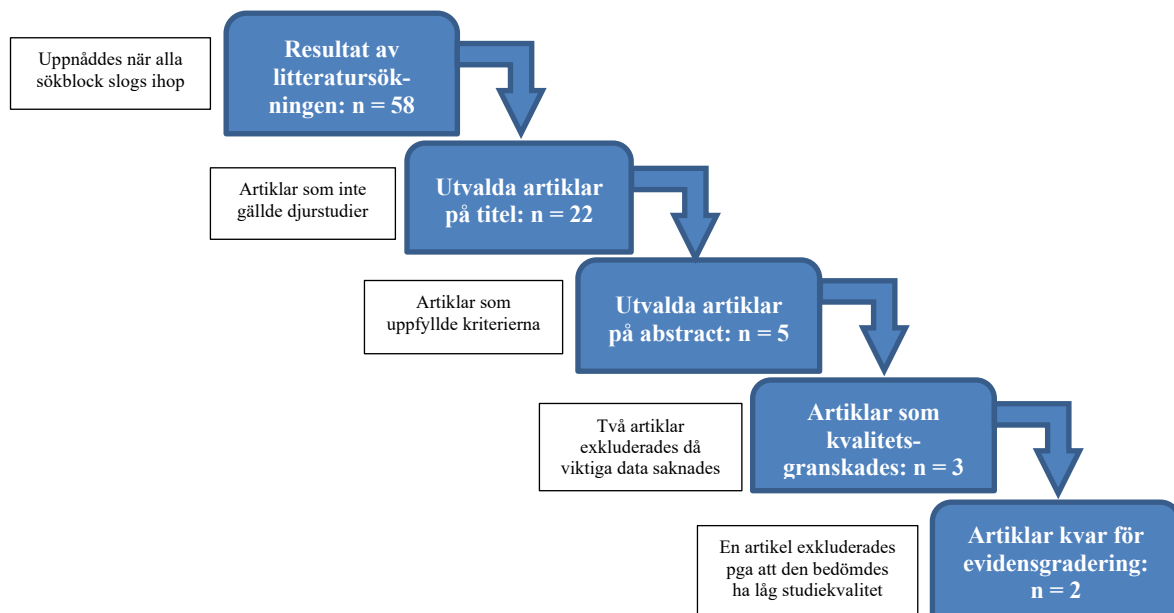 Uppnåddes när alla
sökblock slogs ihop
Resultat av
litteratursök-
ningen: n = 58
Artiklar som inte
gällde djurstudier
Utvalda artiklar
på titel: n = 22
Artiklar som
uppfyllde kriterierna
Utvalda artiklar
på abstract: n = 5
Två artiklar
exkluderades då
viktiga data saknades
Artiklar som
kvalitets-
granskades: n = 3
En artikel exkluderades
pga att den bedömdes
ha låg studiekvalitet
Artiklar kvar för
evidensgradering:
n = 2